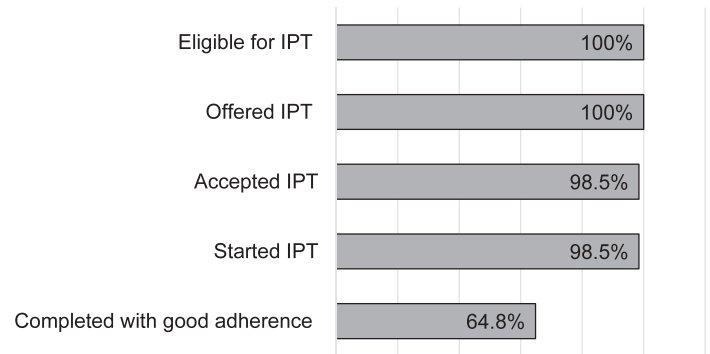 Eligible for IPT 100%
Offered IPT 100%
Accepted IPT 98.5%
Started IPT 98.5%
Completed with good adherence 64.8%